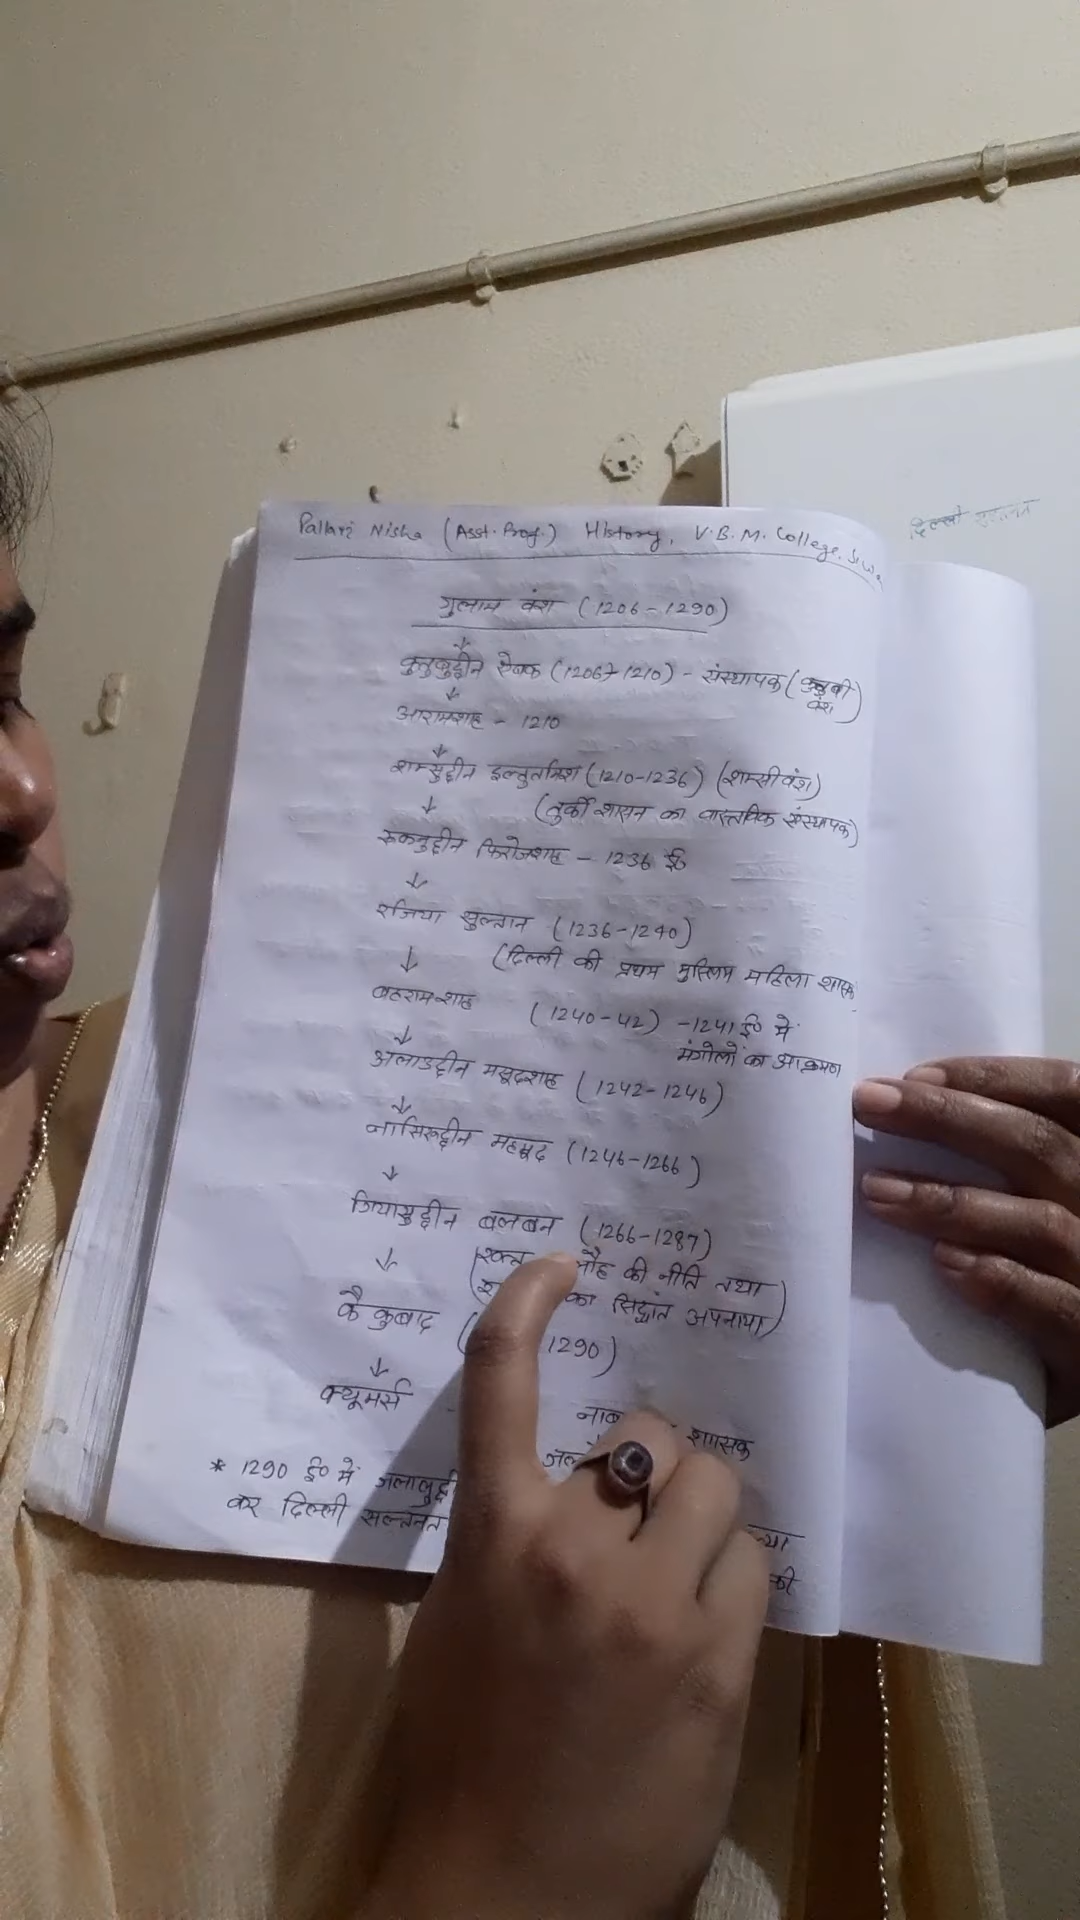 Pallavi Nisha (Asst. Prof.) History, V.B.M. College, Siwa
दिल्ली सल्तनत
गुलाम वंश (1206-1290)
कुतुबुद्दीन ऐबक (1206-1210) - संस्थापक (कुतुबी वंश)
आरामशाह - 1210
शम्सुद्दीन इल्तुतमिश (1210-1236) (शम्सी वंश)
(तुर्की शासन का वास्तविक संस्थापक)
रुकनुद्दीन फिरोजशाह - 1236 ई०
रजिया सुल्तान (1236-1240)
(दिल्ली की प्रथम मुस्लिम महिला शासक
बहरामशाह (1240-42) - 1241 ई० में
मंगोलों का आक्रमण
अलाउद्दीन मसूदशाह (1242-1246)
नासिरुद्दीन महमूद (1246-1266)
गियासुद्दीन बलबन (1266-1287)
(रक्त लौह की नीति तथा
का सिद्धांत अपनाया)
कैकुबाद ( 1290)
क्यूमर्स
शासक
* 1290 ई० में जलालुद्दी
कर दिल्ली सल्तनत
की